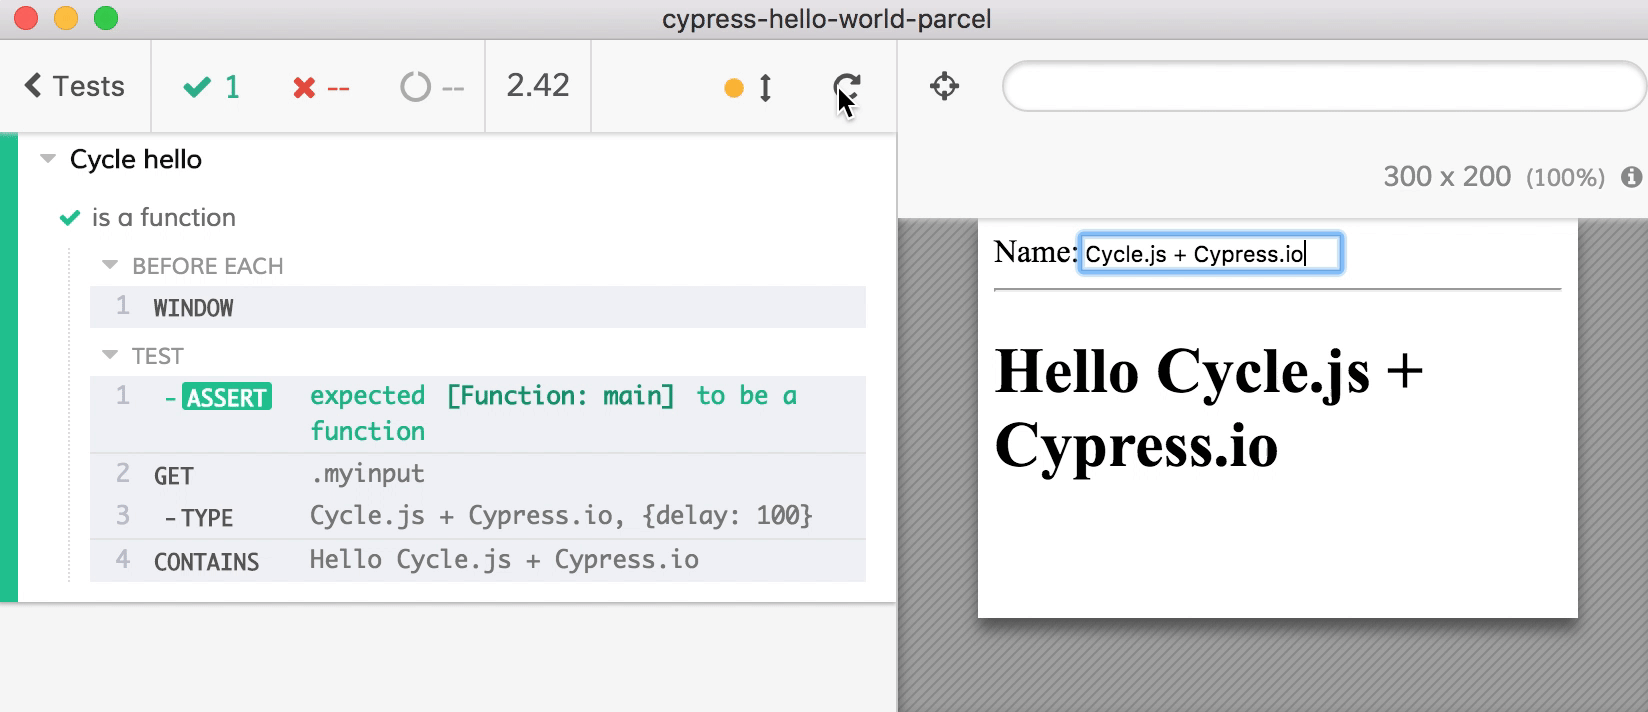 cypress-hello-world-parcel
Tests 1 -- -- 2.42
300 x 200 (100%)
Cycle hello
is a function
BEFORE EACH
1 WINDOW
TEST
1 -ASSERT expected [Function: main] to be a
function
2 GET .myinput
3 -TYPE Cycle.js + Cypress.io, {delay: 100}
4 CONTAINS Hello Cycle.js + Cypress.io
Name: Cycle.js + Cypress.io
Hello Cycle.js +
Cypress.io